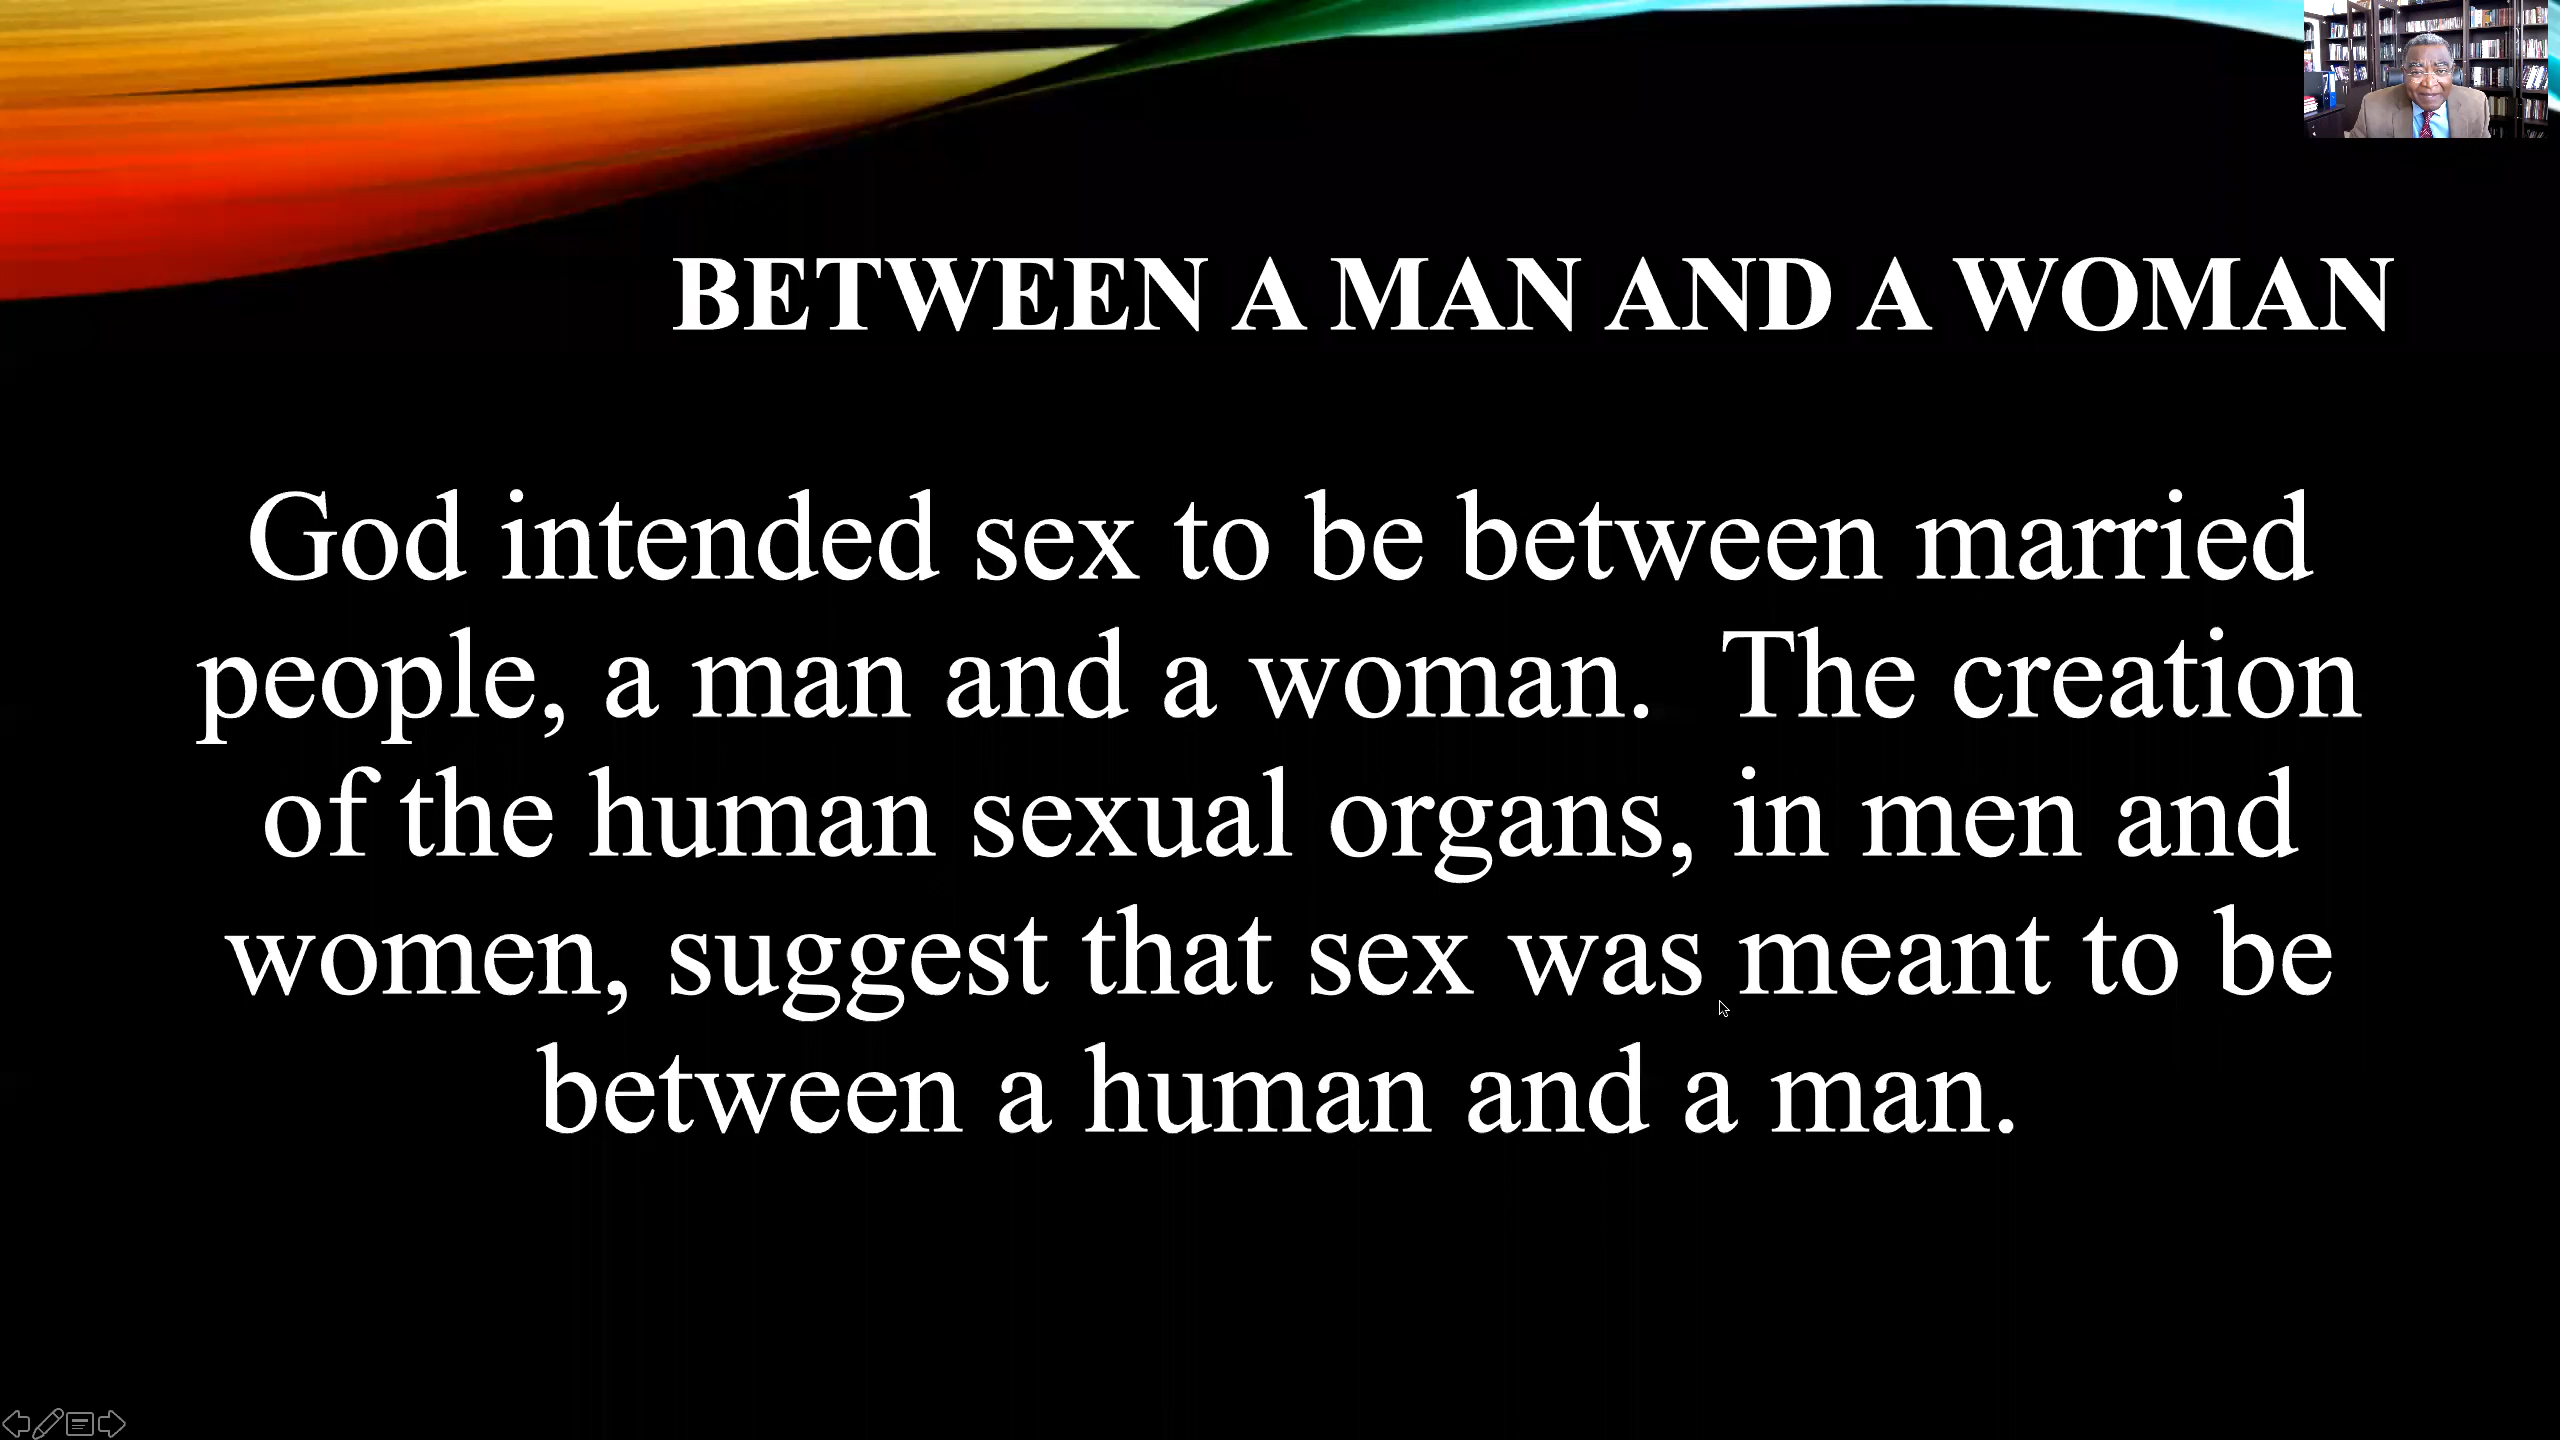 BETWEEN A MAN AND A WOMAN
God intended sex to be between married
people, a man and a woman.  The creation
of the human sexual organs, in men and
women, suggest that sex was meant to be
between a human and a man.